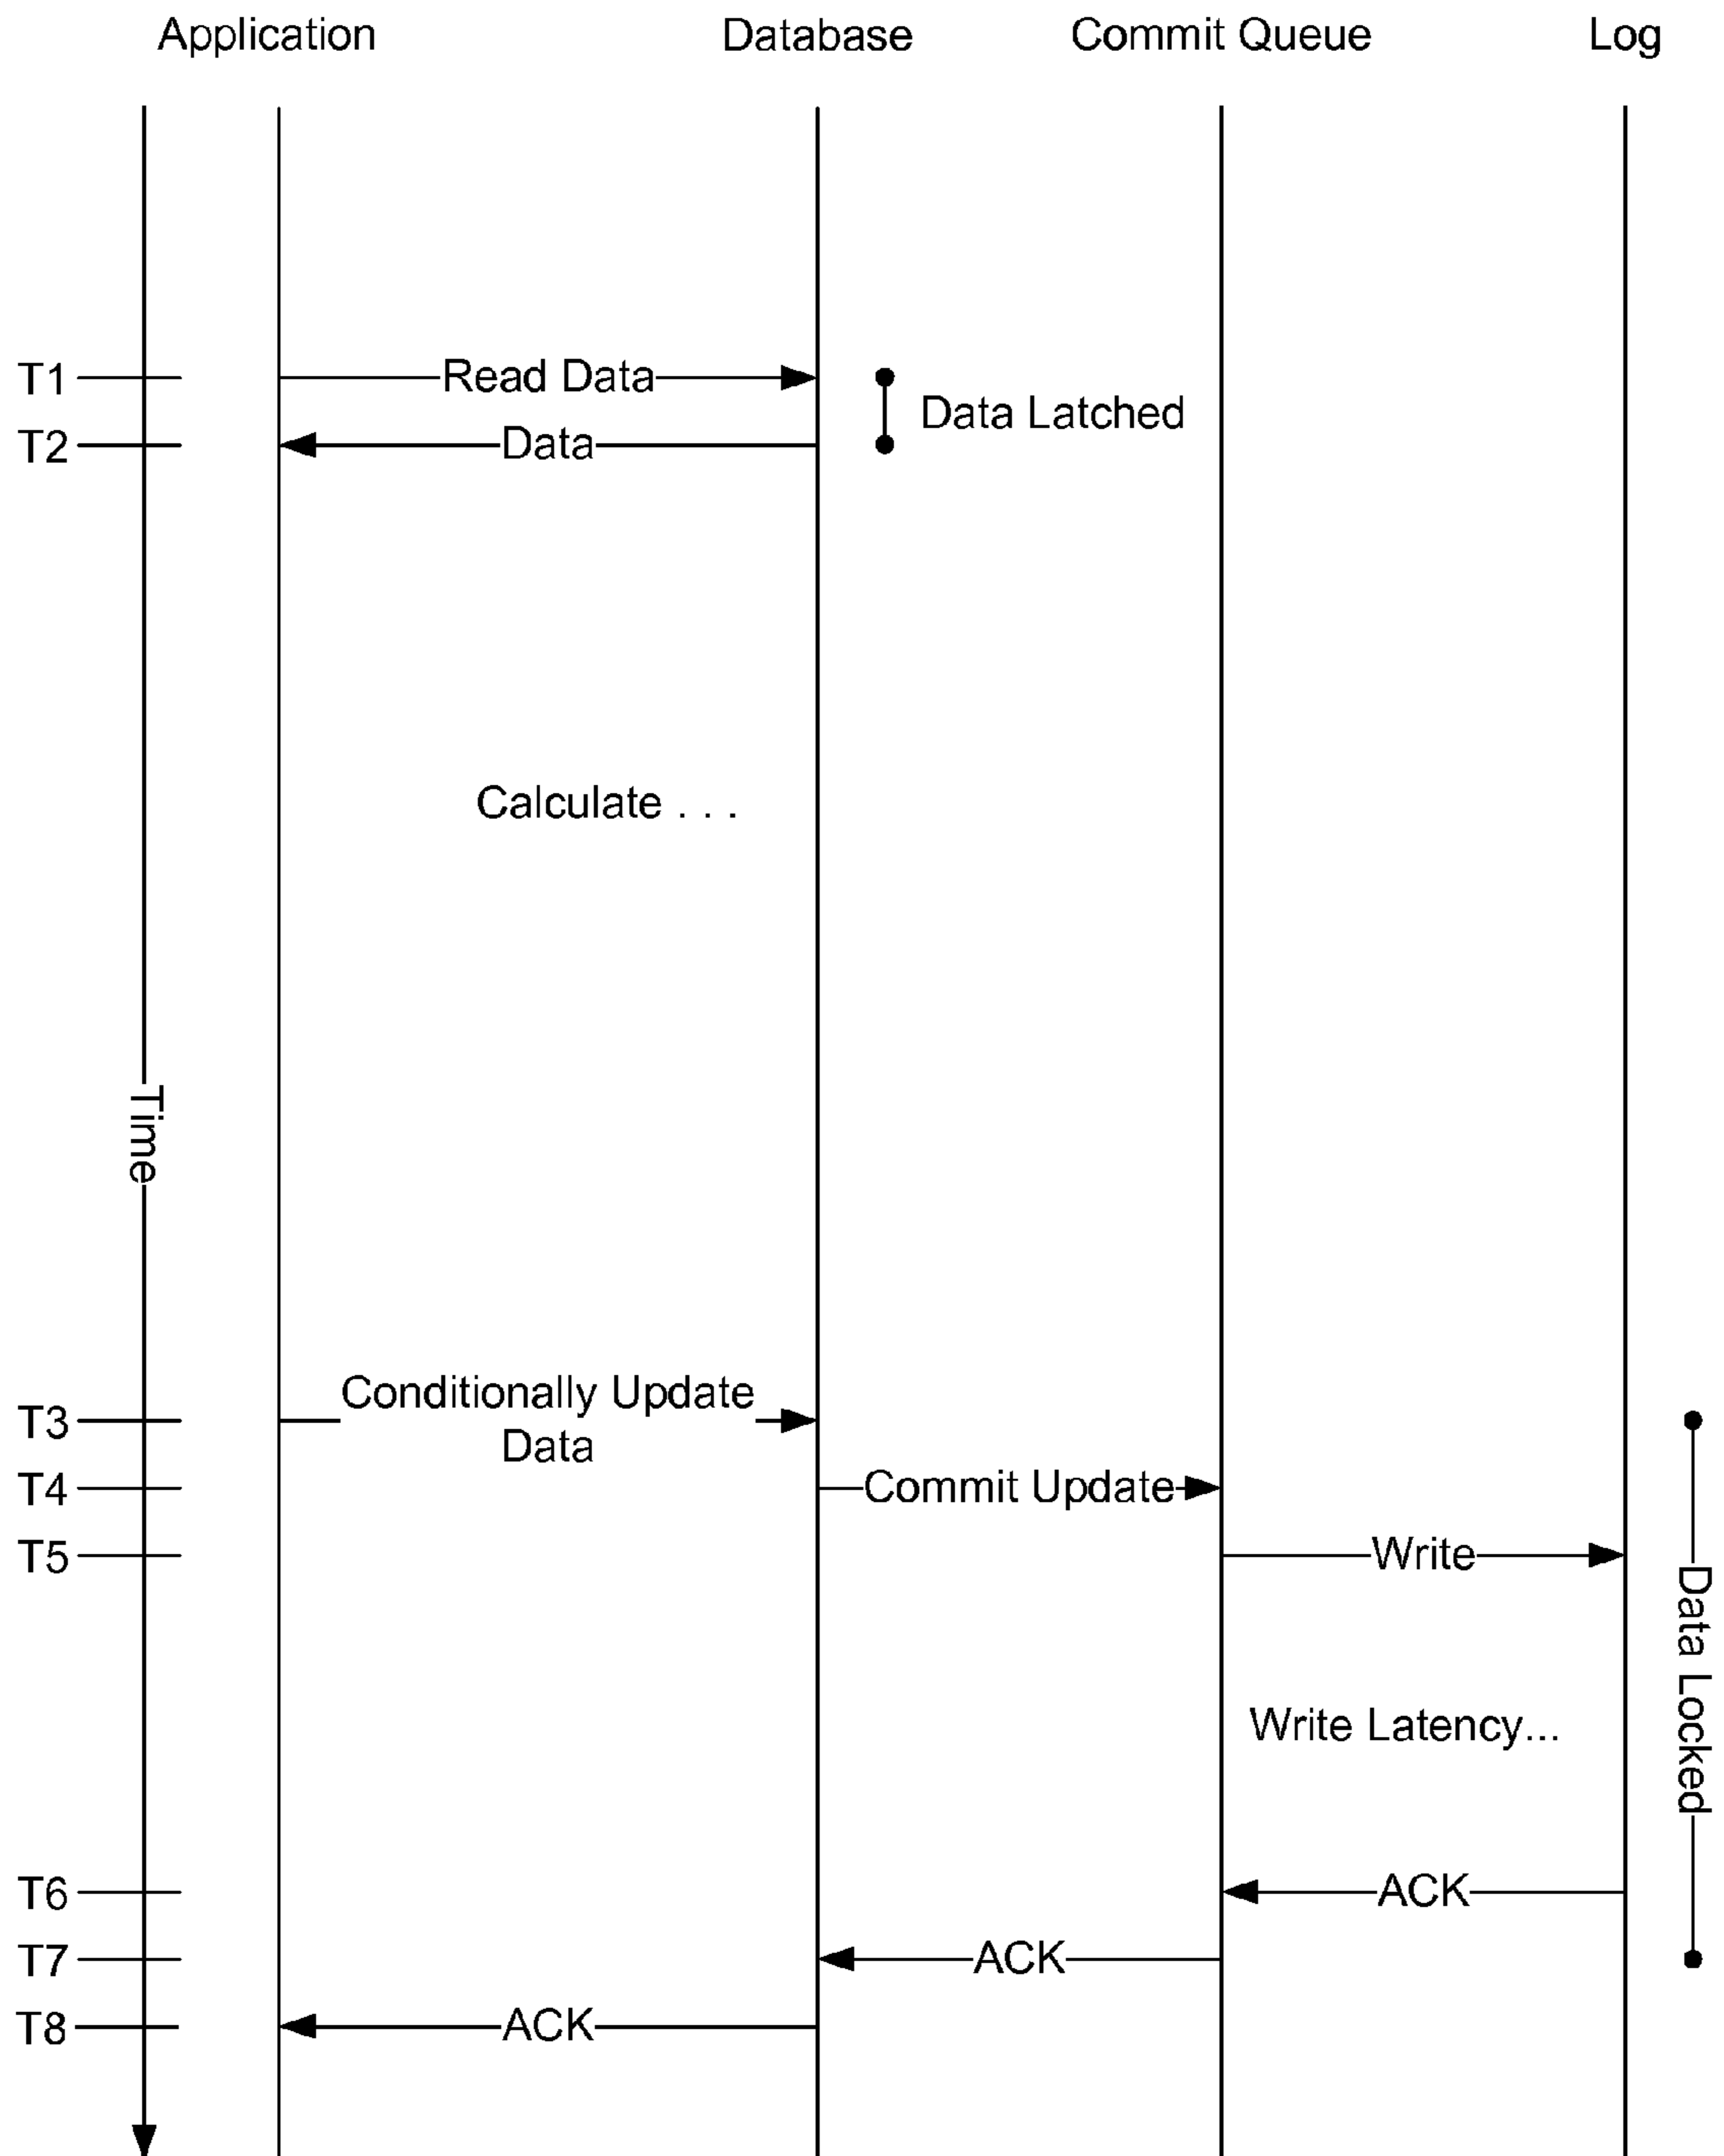 Application Database Commit Queue Log
T1 Read Data
Data Latched
T2 Data
Calculate . . .
Time
Conditionally Update
T3
Data
T4 Commit Update
T5 Write
Data Locked
Write Latency...
T6 ACK
T7 ACK
T8 ACK